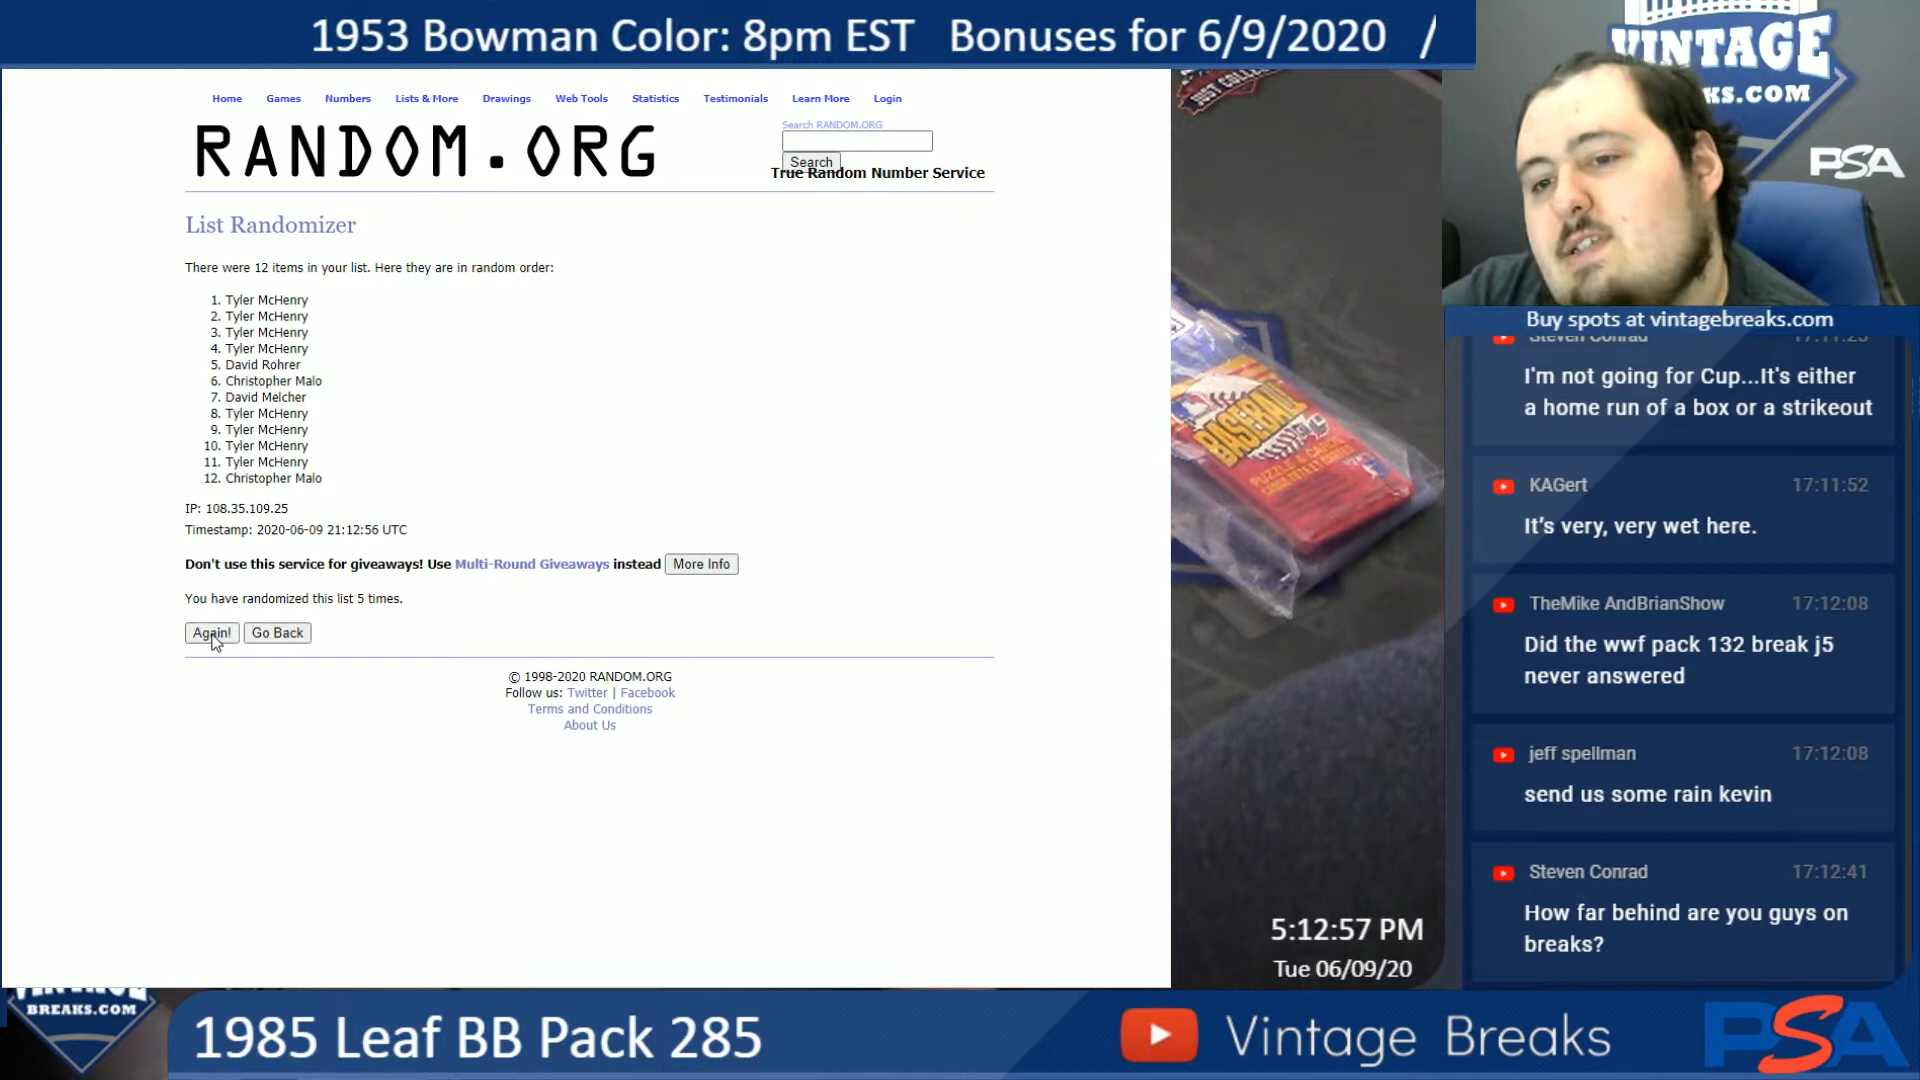 1953 Bowman Color: 8pm EST Bonuses for 6/9/2020 /
Home Games Numbers Lists & More Drawings Web Tools Statistics Testimonials Learn More Login
RANDOM.ORG
Search RANDOM.ORG
Search
True Random Number Service
List Randomizer
There were 12 items in your list. Here they are in random order:
1. Tyler McHenry
2. Tyler McHenry
3. Tyler McHenry
4. Tyler McHenry
5. David Rohrer
6. Christopher Malo
7. David Melcher
8. Tyler McHenry
9. Tyler McHenry
10. Tyler McHenry
11. Tyler McHenry
12. Christopher Malo
IP: 108.35.109.25
Timestamp: 2020-06-09 21:12:56 UTC
Don't use this service for giveaways! Use Multi-Round Giveaways instead More Info
You have randomized this list 5 times.
Again! Go Back
© 1998-2020 RANDOM.ORG
Follow us: Twitter | Facebook
Terms and Conditions
About Us
JUST COLLECT
BASEBALL
PUZZLE & CARDS
5:12:57 PM
Tue 06/09/20
VINTAGE
KS.COM
PSA
Buy spots at vintagebreaks.com
Steven Conrad 17:11:25
I'm not going for Cup...It's either
a home run of a box or a strikeout
KAGert 17:11:52
It's very, very wet here.
TheMike AndBrianShow 17:12:08
Did the wwf pack 132 break j5
never answered
jeff spellman 17:12:08
send us some rain kevin
Steven Conrad 17:12:41
How far behind are you guys on
breaks?
VINTAGE
BREAKS.COM
1985 Leaf BB Pack 285
Vintage Breaks
PSA